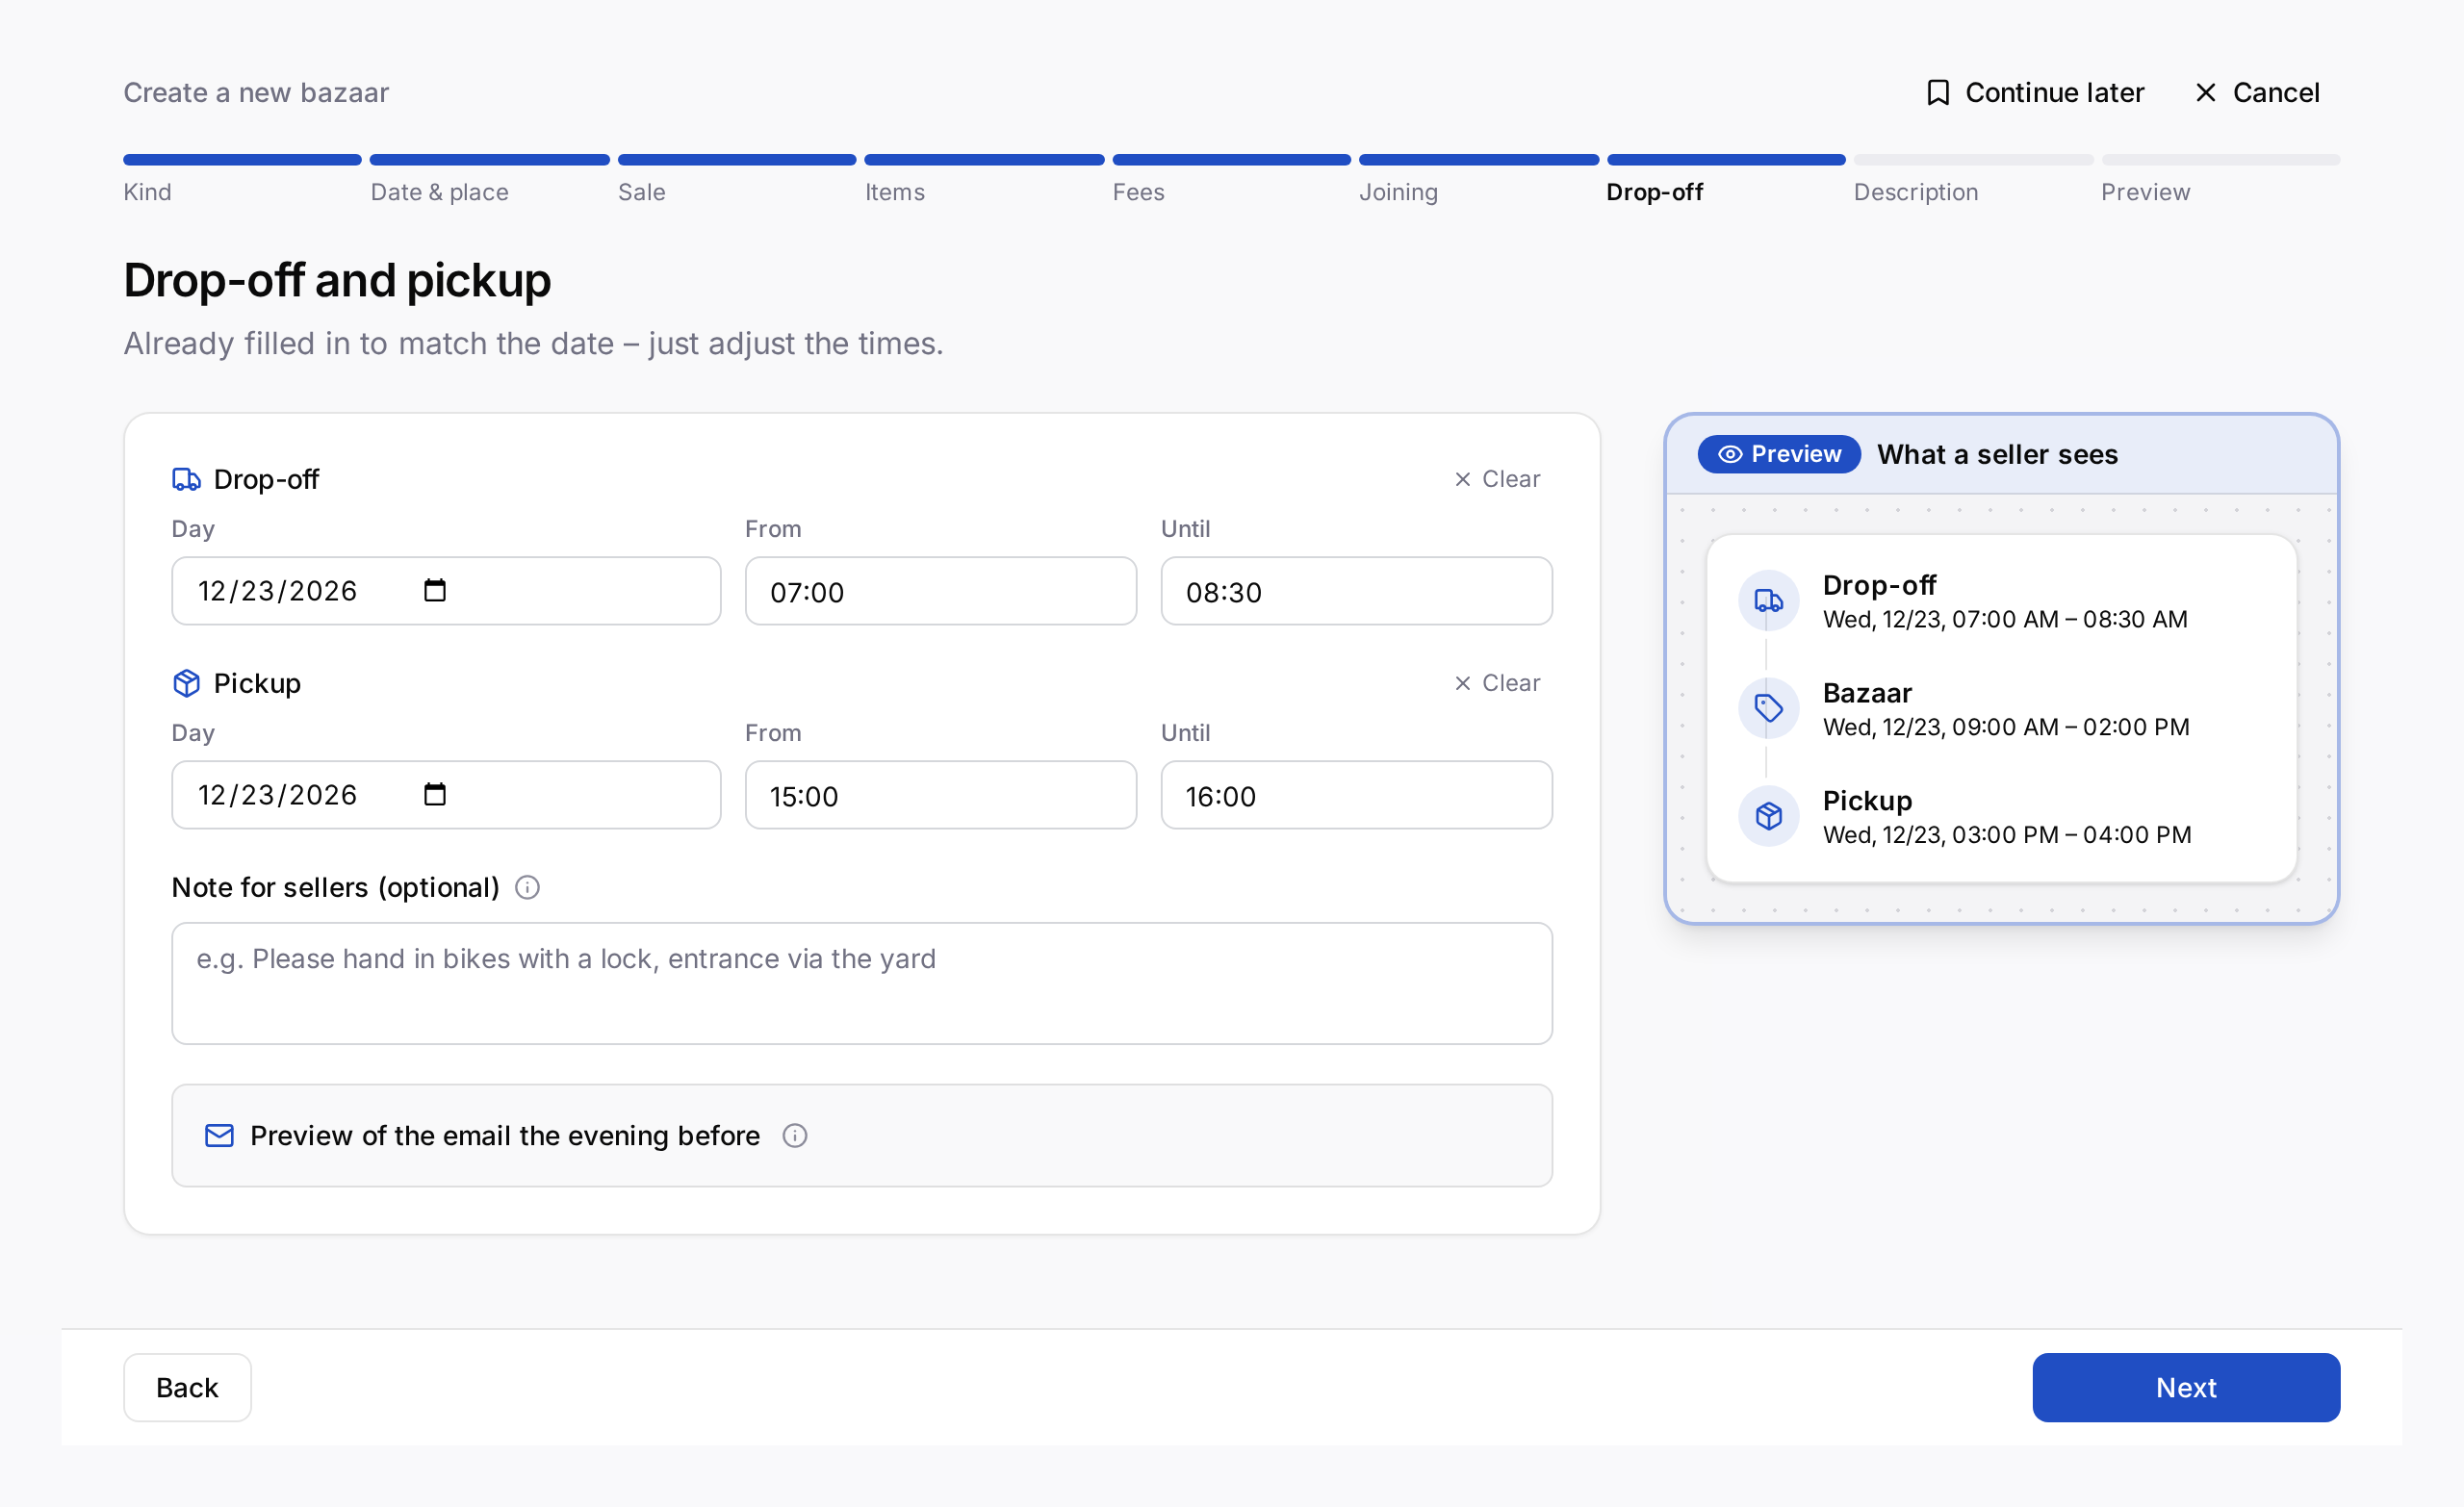 Create a new bazaar
Continue later
Cancel
Kind
Date & place
Sale
Items
Fees
Joining
Drop-off
Description
Preview
Drop-off and pickup
Already filled in to match the date – just adjust the times.
Drop-off
Clear
Day
From
Until
12/23/2026
07:00
08:30
Pickup
Clear
Day
From
Until
12/23/2026
15:00
16:00
Note for sellers (optional)
e.g. Please hand in bikes with a lock, entrance via the yard
Preview of the email the evening before
Preview
What a seller sees
Drop-off
Wed, 12/23, 07:00 AM – 08:30 AM
Bazaar
Wed, 12/23, 09:00 AM – 02:00 PM
Pickup
Wed, 12/23, 03:00 PM – 04:00 PM
Back
Next